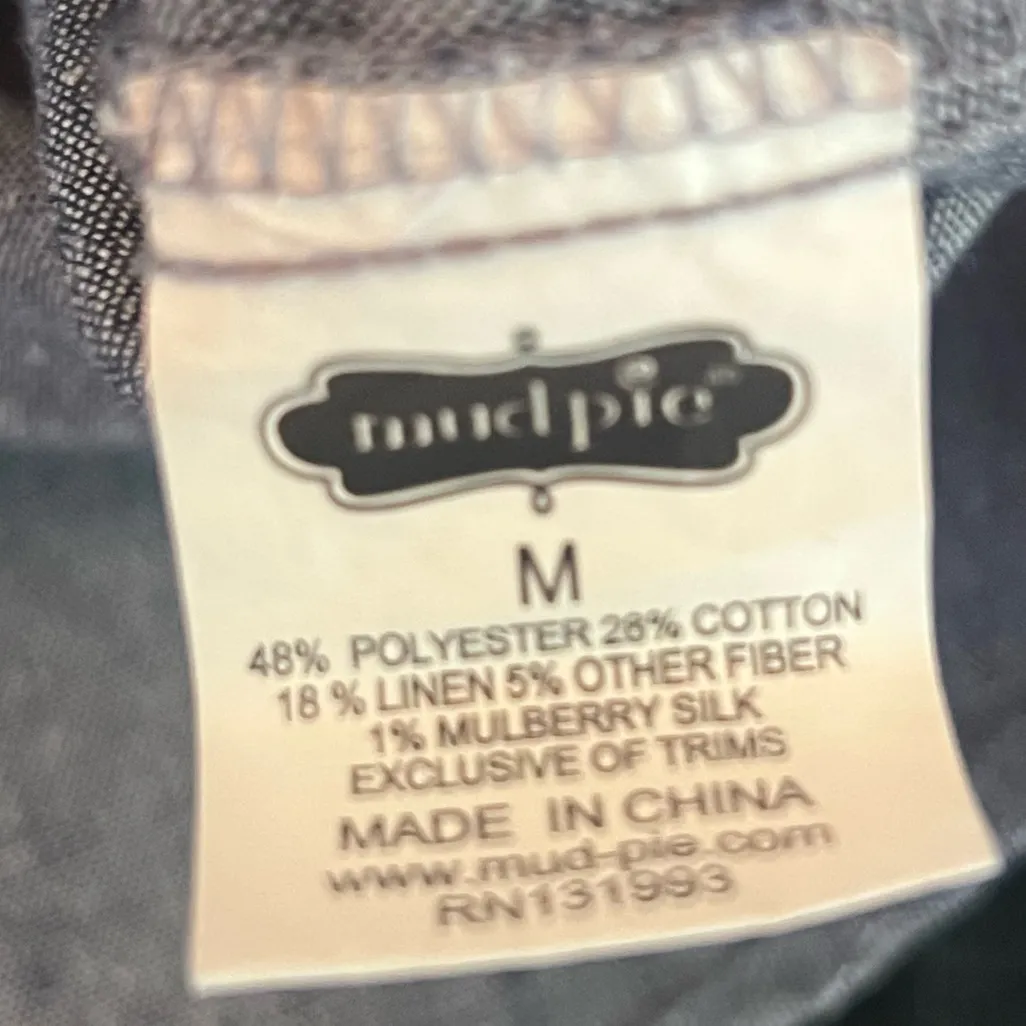 mud pie™
M
48% POLYESTER 28% COTTON
18 % LINEN 5% OTHER FIBER
1% MULBERRY SILK
EXCLUSIVE OF TRIMS
MADE IN CHINA
www.mud-pie.com
RN131993